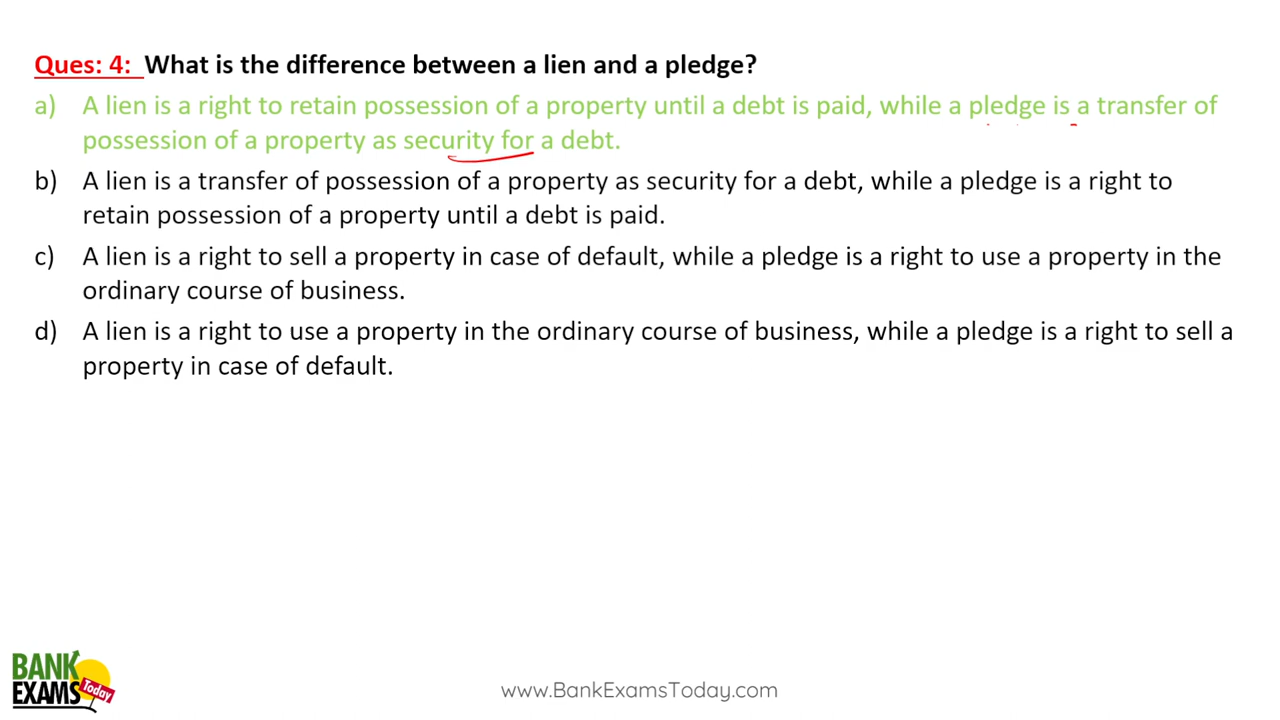 Ques: 4: What is the difference between a lien and a pledge?
a) A lien is a right to retain possession of a property until a debt is paid, while a pledge is a transfer of
possession of a property as security for a debt.
b) A lien is a transfer of possession of a property as security for a debt, while a pledge is a right to
retain possession of a property until a debt is paid.
c) A lien is a right to sell a property in case of default, while a pledge is a right to use a property in the
ordinary course of business.
d) A lien is a right to use a property in the ordinary course of business, while a pledge is a right to sell a
property in case of default.
BANK
EXAMS Today
www.BankExamsToday.com